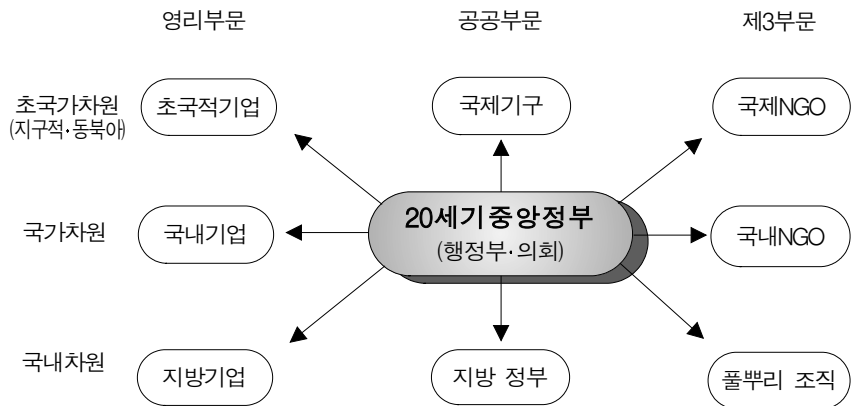 영리부문 공공부문 제3부문
초국가차원
(지구적·동북아)
초국적기업 국제기구 국제NGO
국가차원
국내기업
20세기중앙정부
(행정부·의회)
국내NGO
국내차원
지방기업 지방 정부 풀뿌리 조직